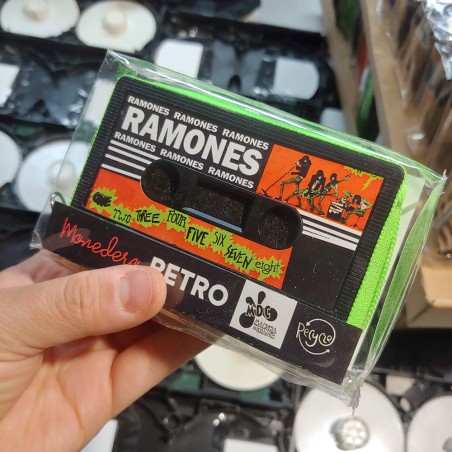 RAMONES RAMONES RAMONES
RAMONES
RAMONES RAMONES RAMONES
ONE TWO THREE FOUR FIVE SIX SEVEN eight
Monedero RETRO